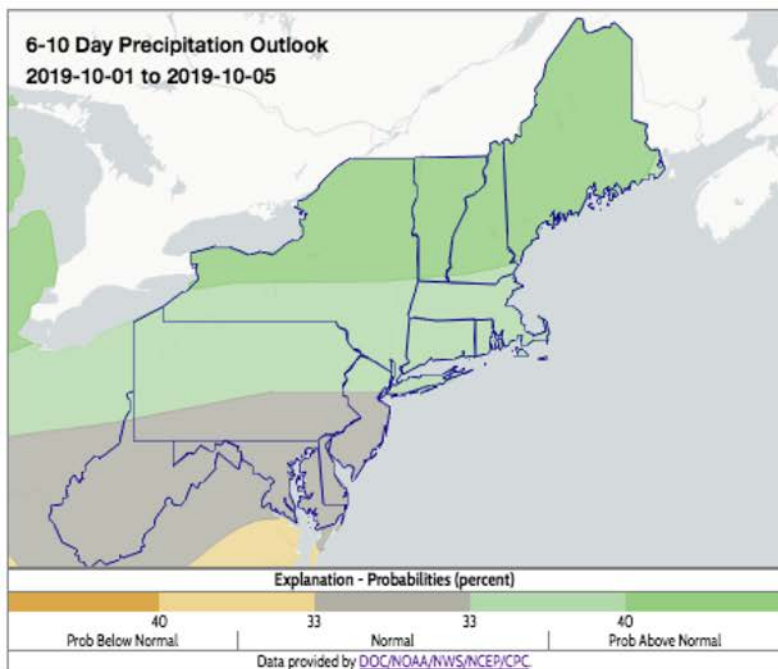 6-10 Day Precipitation Outlook
2019-10-01 to 2019-10-05
Explanation - Probabilities (percent)
40 33 33 40
Prob Below Normal Normal Prob Above Normal
Data provided by DOC/NOAA/NWS/NCEP/CPC.